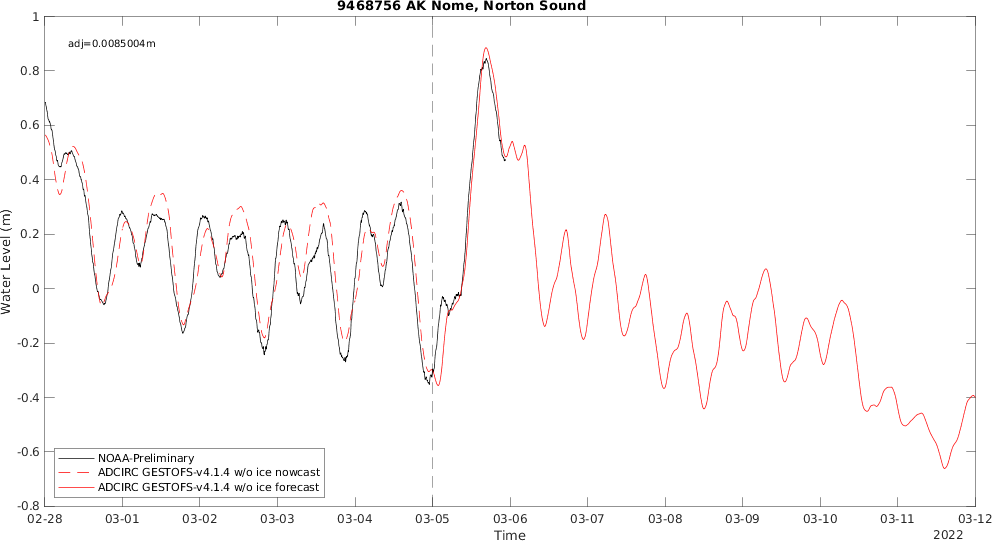 9468756 AK Nome, Norton Sound
adj=0.0085004m
1
0.8
0.6
0.4
0.2
0
-0.2
-0.4
-0.6
-0.8
Water Level (m)
NOAA-Preliminary
ADCIRC GESTOFS-v4.1.4 w/o ice nowcast
ADCIRC GESTOFS-v4.1.4 w/o ice forecast
02-28 03-01 03-02 03-03 03-04 03-05 03-06 03-07 03-08 03-09 03-10 03-11 03-12
Time
2022